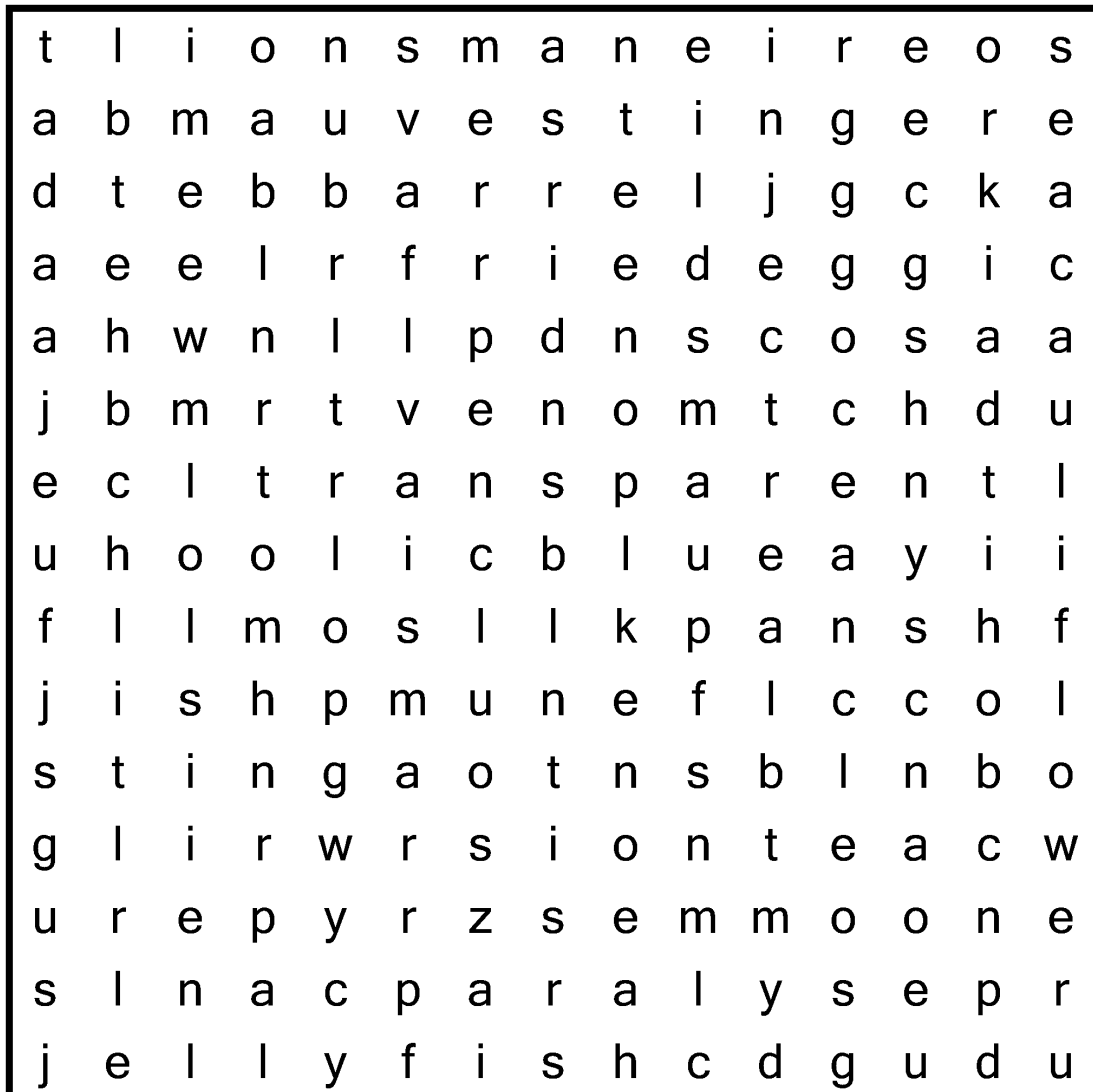 t l i o n s m a n e i r e o s
a b m a u v e s t i n g e r e
d t e b b a r r e l j g c k a
a e e l r f r i e d e g g i c
a h w n l l p d n s c o s a a
j b m r t v e n o m t c h d u
e c l t r a n s p a r e n t l
u h o o l i c b l u e a y i i
f l l m o s l l k p a n s h f
j i s h p m u n e f l c c o l
s t i n g a o t n s b l n b o
g l i r w r s i o n t e a c w
u r e p y r z s e m m o o n e
s l n a c p a r a l y s e p r
j e l l y f i s h c d g u d u